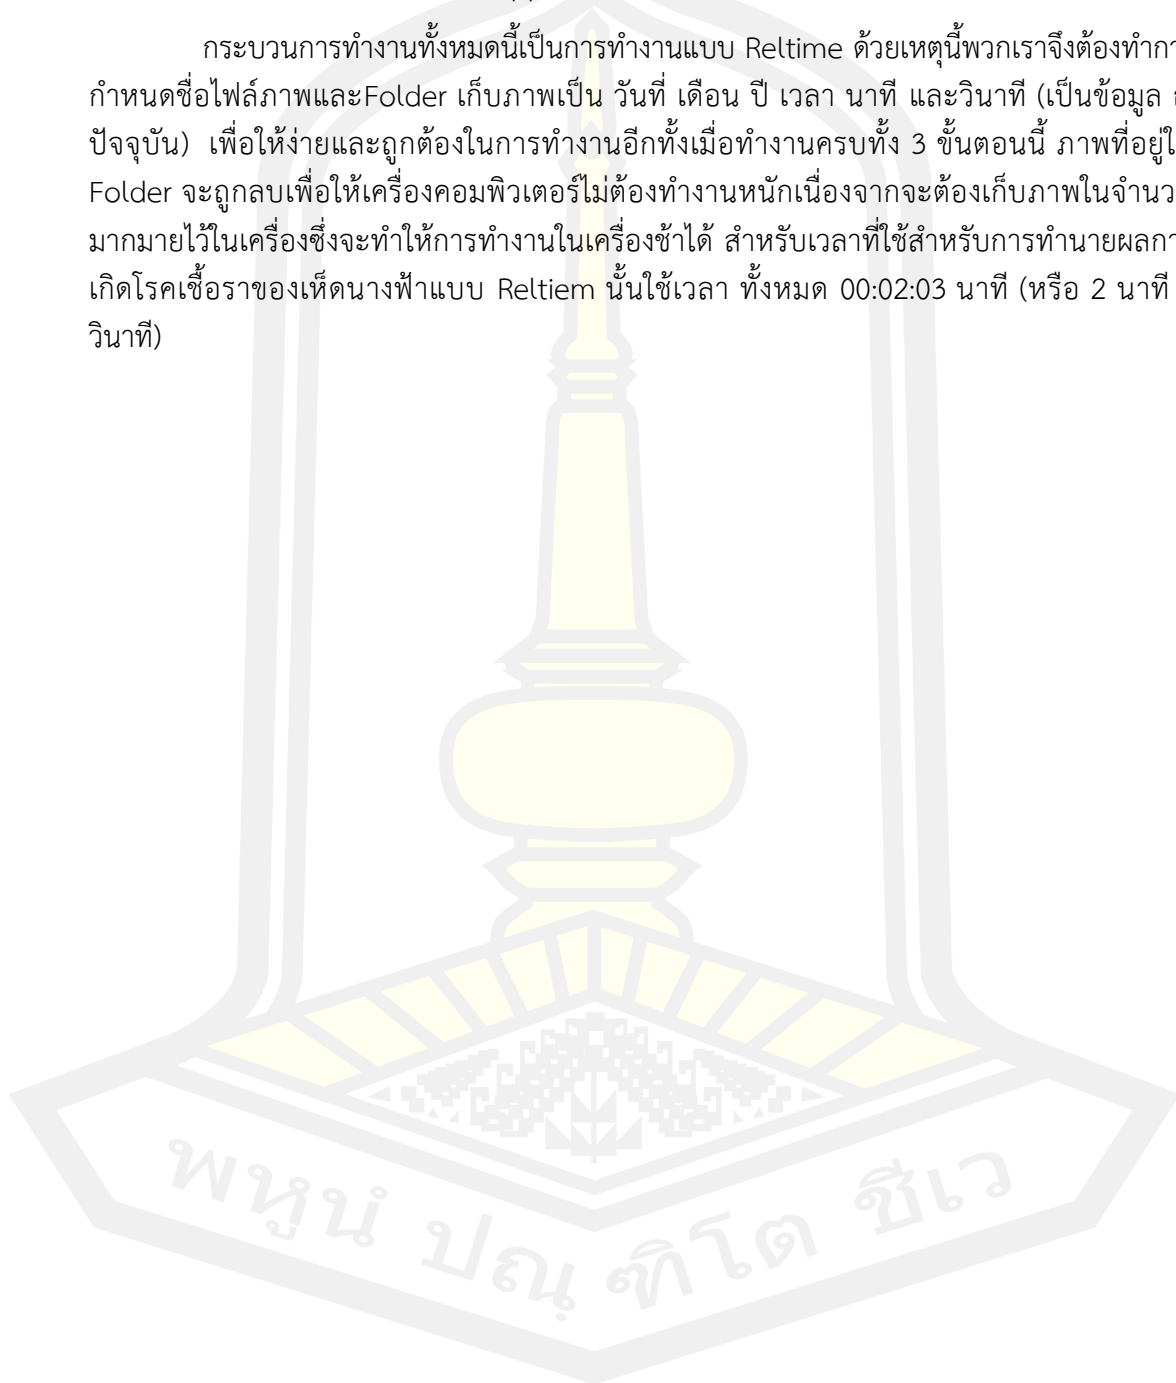 กระบวนการทำงานทั้งหมดนี้เป็นการทำงานแบบ Reltime ด้วยเหตุนี้พวกเราจึงต้องทำกา
กำหนดชื่อไฟล์ภาพและFolder เก็บภาพเป็น วันที่ เดือน ปี เวลา นาที และวินาที (เป็นข้อมูล
ปัจจุบัน) เพื่อให้ง่ายและถูกต้องในการทำงานอีกทั้งเมื่อทำงานครบทั้ง 3 ขั้นตอนนี้ ภาพที่อยู่ใ
Folder จะถูกลบเพื่อให้เครื่องคอมพิวเตอร์ไม่ต้องทำงานหนักเนื่องจากจะต้องเก็บภาพในจำนว
มากมายไว้ในเครื่องซึ่งจะทำให้การทำงานในเครื่องช้าได้ สำหรับเวลาที่ใช้สำหรับการทำนายผลกา
เกิดโรคเชื้อราของเห็ดนางฟ้าแบบ Reltiem นั้นใช้เวลา ทั้งหมด 00:02:03 นาที (หรือ 2 นาที
วินาที)
พหูนํ ปณฺฑิโต ชีเว